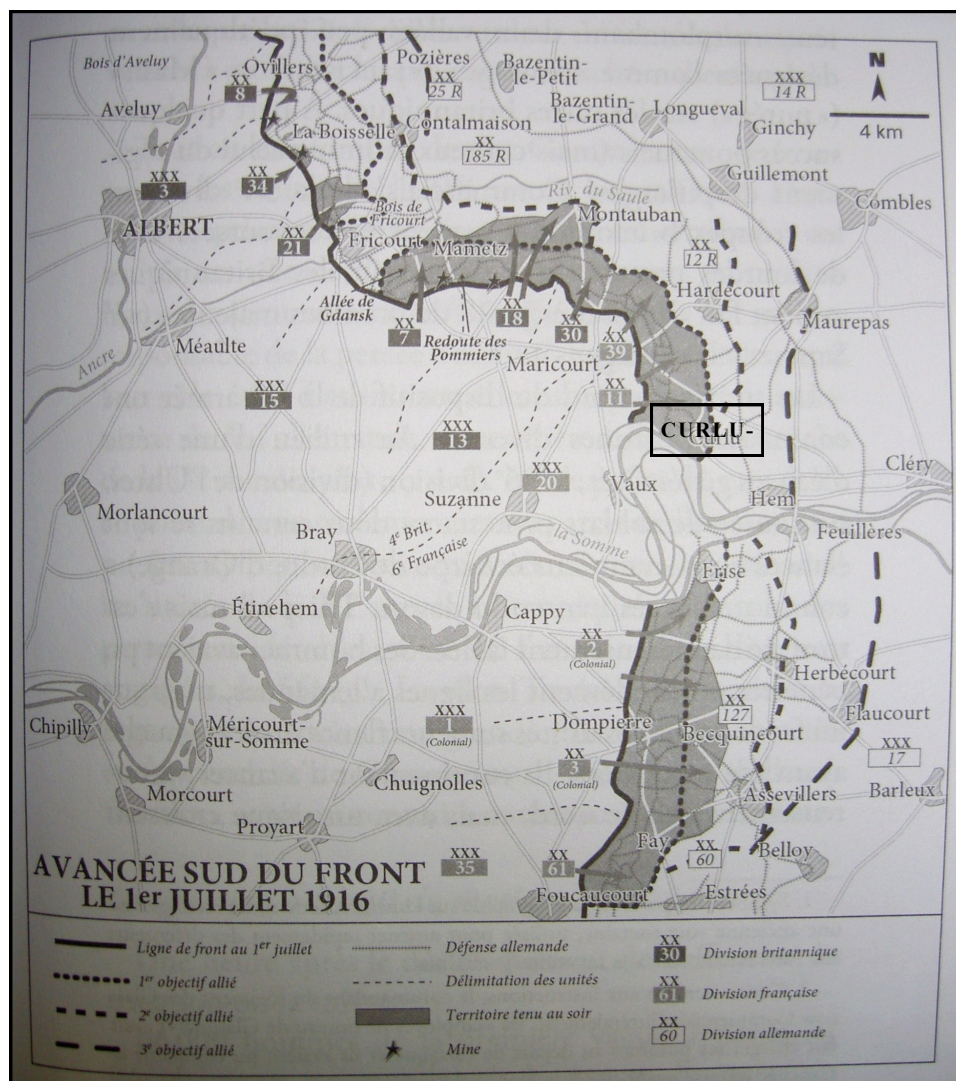 Bois d'Aveluy
Ovillers
Pozières
Bazentin-
le-Petit
XX
8
XX
25 R
XXX
14 R
N
4 km
Aveluy
La Boisselle
Contalmaison
Bazentin-
le-Grand
Longueval
Ginchy
XX
185 R
XXX
3
XX
34
Guillemont
Riv. du Saule
Combles
ALBERT
Bois de
Fricourt
Montauban
XX
21
Fricourt
Mametz
XX
12 R
Hardecourt
Allée de
Gdansk
XX
7
Redoute des
Pommiers
XX
18
XX
30
XX
39
Maurepas
Ancre
Méaulte
Maricourt
XXX
15
XX
11
CURLU-
Curlu
XXX
13
XXX
20
Suzanne
Vaux
Cléry
Hem
Morlancourt
Bray
4e Brit.
6e Française
la Somme
Feuillères
Frise
Étinehem
Cappy
XX
2
(Colonial)
Herbécourt
Chipilly
Méricourt-
sur-Somme
XXX
1
(Colonial)
Dompierre
XX
127
Becquincourt
Flaucourt
XXX
17
XX
3
(Colonial)
Chuignolles
Morcourt
Assevillers
Barleux
Proyart
Fay
XX
60
Belloy
AVANCÉE SUD DU FRONT
LE 1er JUILLET 1916
XXX
35
XX
61
Foucaucourt
Estrées
Ligne de front au 1er juillet
1er objectif allié
2e objectif allié
3e objectif allié
Défense allemande
Délimitation des unités
Territoire tenu au soir
Mine
XX
30
Division britannique
XX
61
Division française
XX
60
Division allemande